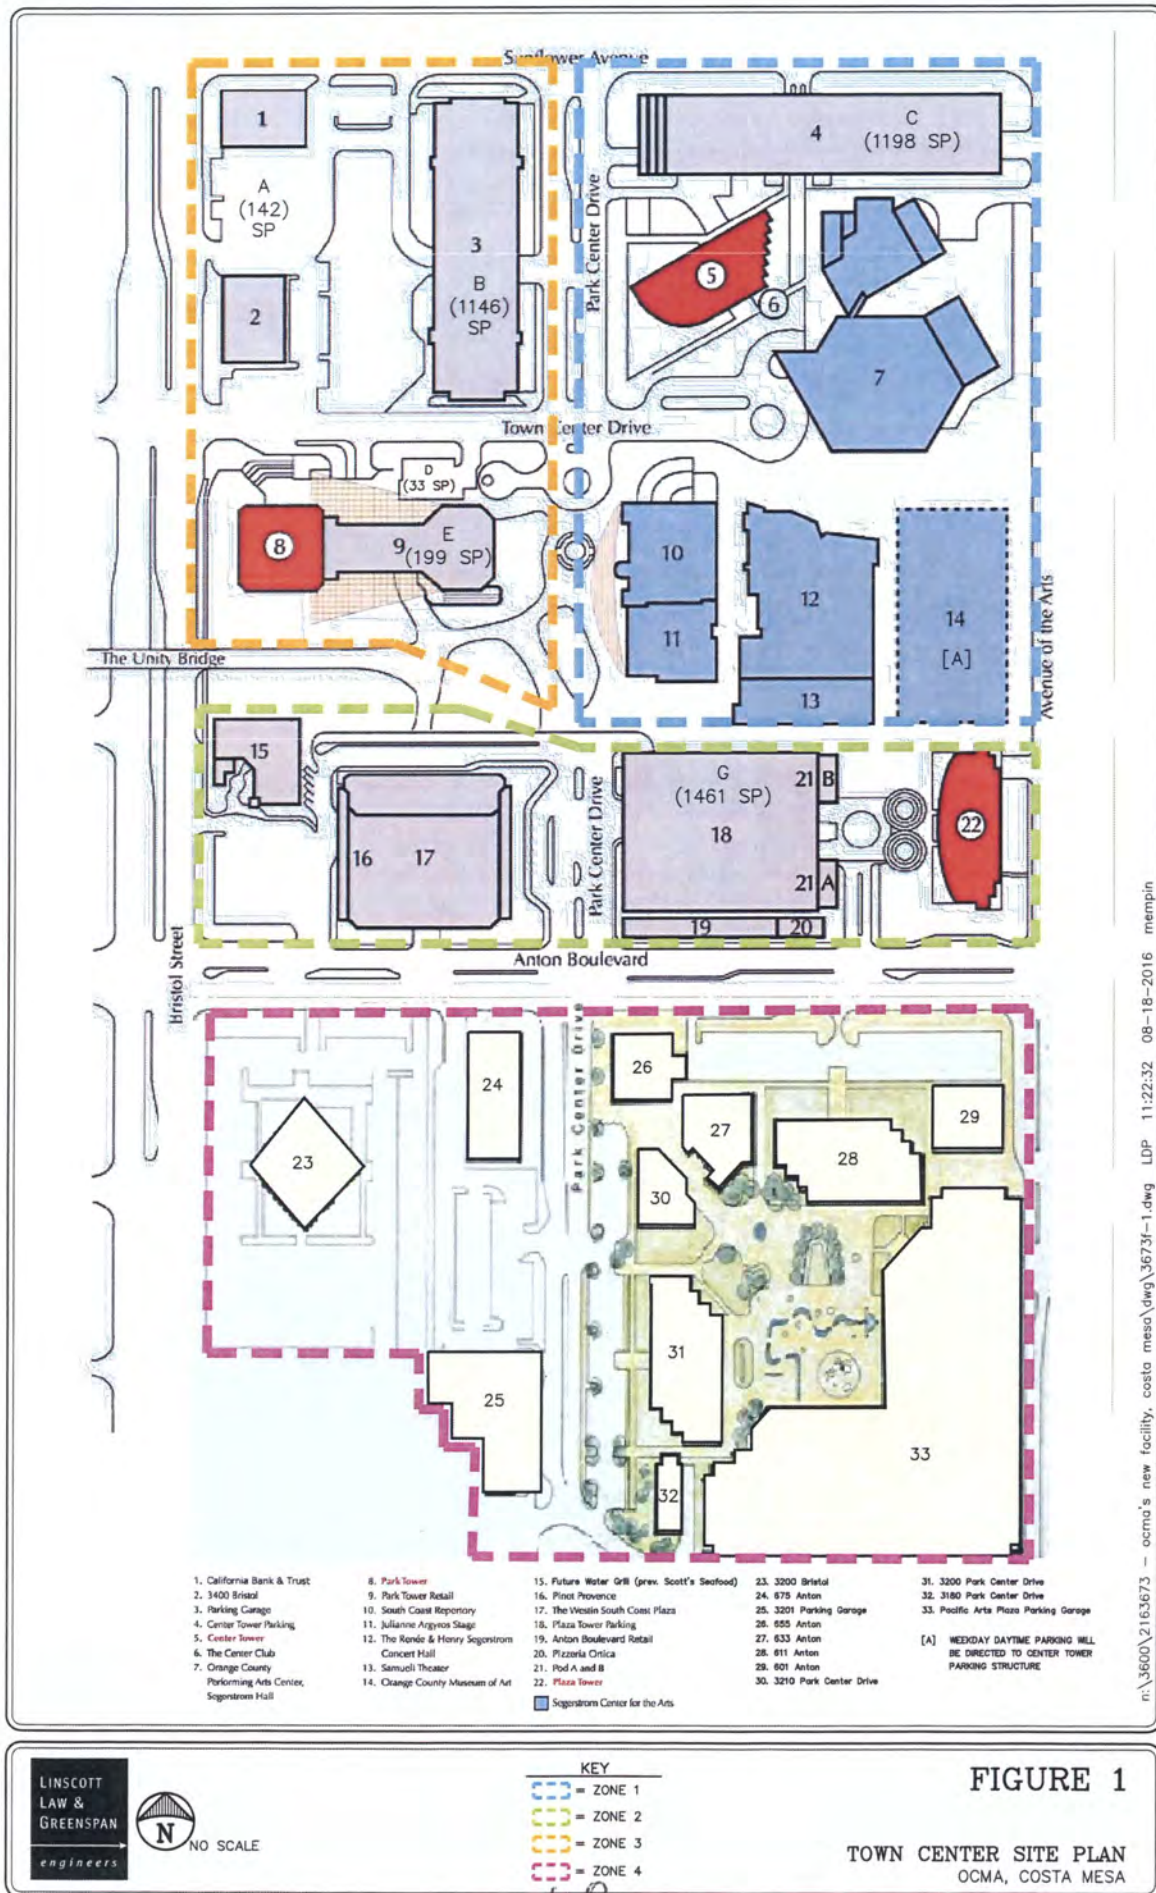 Sunflower Avenue
1
A
(142)
SP
2
3
B
(1146)
SP
Park Center Drive
4
C
(1198 SP)
5
6
7
Town Center Drive
D
(33 SP)
8
9
E
(199 SP)
10
11
12
13
14
[A]
Avenue of the Arts
The Unity Bridge
15
16
17
Park Center Drive
G
(1461 SP)
18
21 B
21 A
19
20
22
Anton Boulevard
Bristol Street
Park Center Drive
23
24
25
26
27
28
29
30
31
32
33
1. California Bank & Trust
2. 3400 Bristol
3. Parking Garage
4. Center Tower Parking
5. Center Tower
6. The Center Club
7. Orange County
Performing Arts Center,
Segerstrom Hall
8. Park Tower
9. Park Tower Retail
10. South Coast Repertory
11. Julianne Argyros Stage
12. The Renée & Henry Segerstrom
Concert Hall
13. Samueli Theater
14. Orange County Museum of Art
15. Future Water Grill (prev. Scott's Seafood)
16. Pinot Provence
17. The Westin South Coast Plaza
18. Plaza Tower Parking
19. Anton Boulevard Retail
20. Pizzeria Ortica
21. Pod A and B
22. Plaza Tower
Segerstrom Center for the Arts
23. 3200 Bristol
24. 675 Anton
25. 3201 Parking Garage
26. 655 Anton
27. 633 Anton
28. 611 Anton
29. 601 Anton
30. 3210 Park Center Drive
31. 3200 Park Center Drive
32. 3180 Park Center Drive
33. Pacific Arts Plaza Parking Garage
[A] WEEKDAY DAYTIME PARKING WILL
BE DIRECTED TO CENTER TOWER
PARKING STRUCTURE
n:\3600\2163673 - ocma's new facility, costa mesa\dwg\3673f-1.dwg LDP 11:22:32 08-18-2016 mempin
LINSCOTT
LAW &
GREENSPAN
engineers
N
NO SCALE
KEY
= ZONE 1
= ZONE 2
= ZONE 3
= ZONE 4
FIGURE 1
TOWN CENTER SITE PLAN
OCMA, COSTA MESA